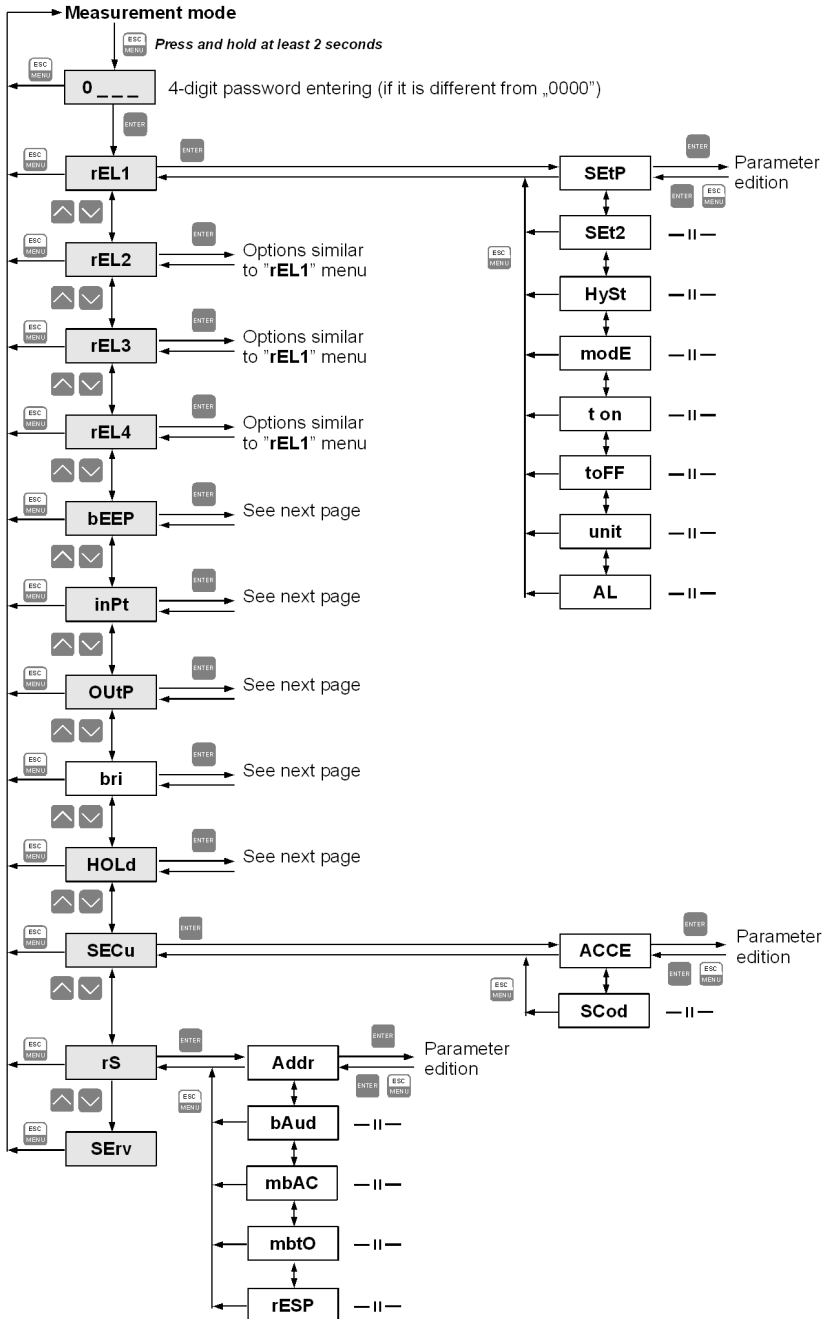 Measurement mode
ESC
MENU
Press and hold at least 2 seconds
ESC
MENU
0 _ _ _
4-digit password entering (if it is different from „0000”)
ENTER
ESC
MENU
rEL1
ENTER
SEtP
ENTER
Parameter
edition
ENTER
ESC
MENU
ESC
MENU
rEL2
ENTER
Options similar
to ”rEL1” menu
ESC
MENU
SEt2
— II —
HySt
— II —
ESC
MENU
rEL3
ENTER
Options similar
to ”rEL1” menu
modE
— II —
t on
— II —
ESC
MENU
rEL4
ENTER
Options similar
to ”rEL1” menu
toFF
— II —
ESC
MENU
bEEP
ENTER
See next page
unit
— II —
ESC
MENU
inPt
ENTER
See next page
AL
— II —
ESC
MENU
OUtP
ENTER
See next page
ESC
MENU
bri
ENTER
See next page
ESC
MENU
HOLd
ENTER
See next page
ESC
MENU
SECu
ENTER
ACCE
ENTER
Parameter
edition
ENTER
ESC
MENU
ESC
MENU
SCod
— II —
ESC
MENU
rS
ENTER
Addr
ENTER
Parameter
edition
ENTER
ESC
MENU
ESC
MENU
bAud
— II —
ESC
MENU
SErv
mbAC
— II —
mbtO
— II —
rESP
— II —